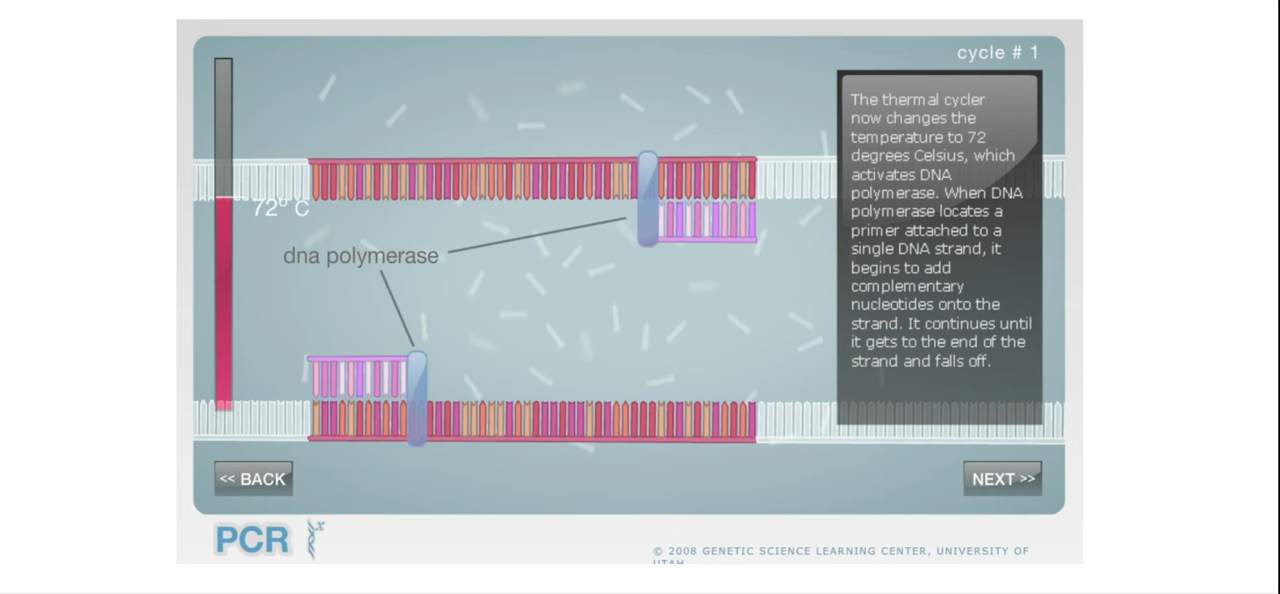 cycle # 1
The thermal cycler
now changes the
temperature to 72
degrees Celsius, which
activates DNA
polymerase. When DNA
polymerase locates a
primer attached to a
single DNA strand, it
begins to add
complementary
nucleotides onto the
strand. It continues until
it gets to the end of the
strand and falls off.
72° C
dna polymerase
<< BACK
NEXT >>
PCR
© 2008 GENETIC SCIENCE LEARNING CENTER, UNIVERSITY OF
UTAH